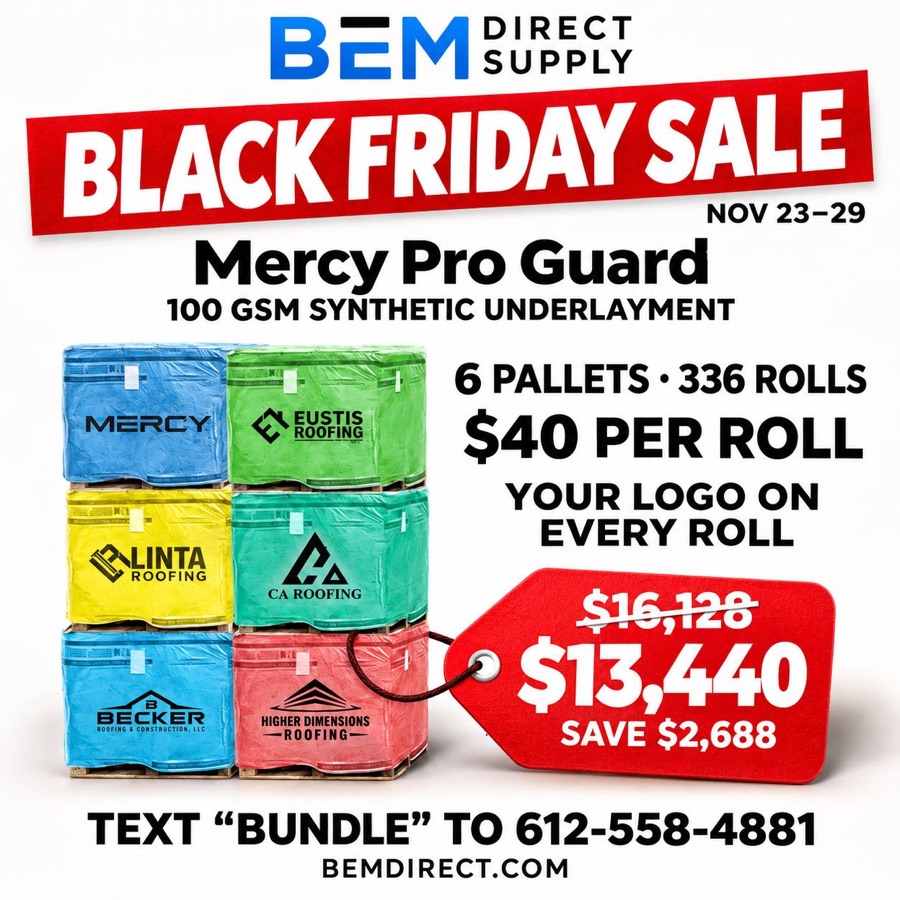 BEM DIRECT SUPPLY
BLACK FRIDAY SALE
NOV 23–29
Mercy Pro Guard
100 GSM SYNTHETIC UNDERLAYMENT
6 PALLETS · 336 ROLLS
$40 PER ROLL
YOUR LOGO ON
EVERY ROLL
MERCY
EUSTIS
ROOFING
LINTA
ROOFING
CA ROOFING
B
BECKER
ROOFING & CONSTRUCTION, LLC
HIGHER DIMENSIONS
ROOFING
$16,128
$13,440
SAVE $2,688
TEXT “BUNDLE” TO 612-558-4881
BEMDIRECT.COM